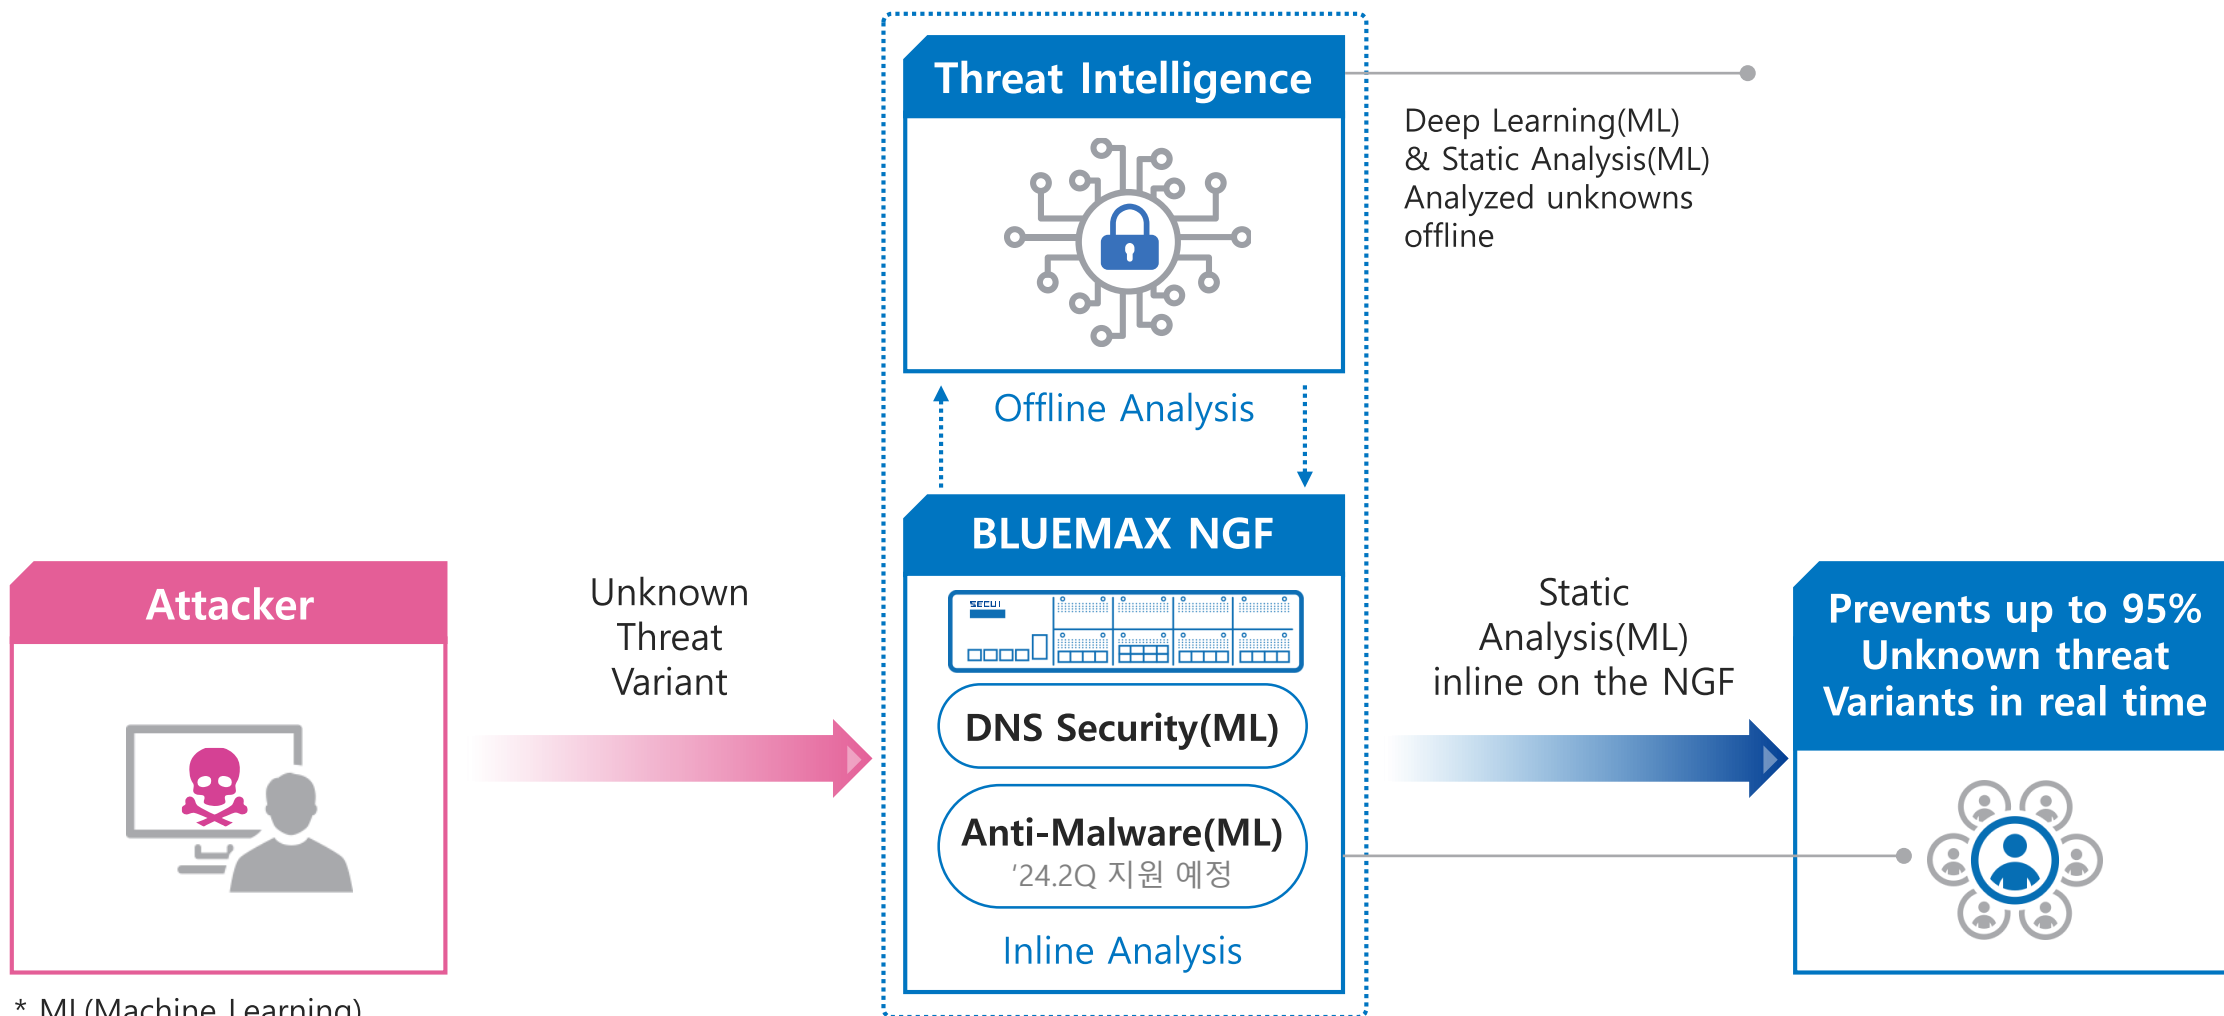 Threat Intelligence
Deep Learning(ML)
& Static Analysis(ML)
Analyzed unknowns
offline
Offline Analysis
BLUEMAX NGF
SECUI
DNS Security(ML)
Anti-Malware(ML)
'24.2Q 지원 예정
Inline Analysis
Attacker
Unknown
Threat
Variant
Static
Analysis(ML)
inline on the NGF
Prevents up to 95%
Unknown threat
Variants in real time
* ML(Machine Learning)